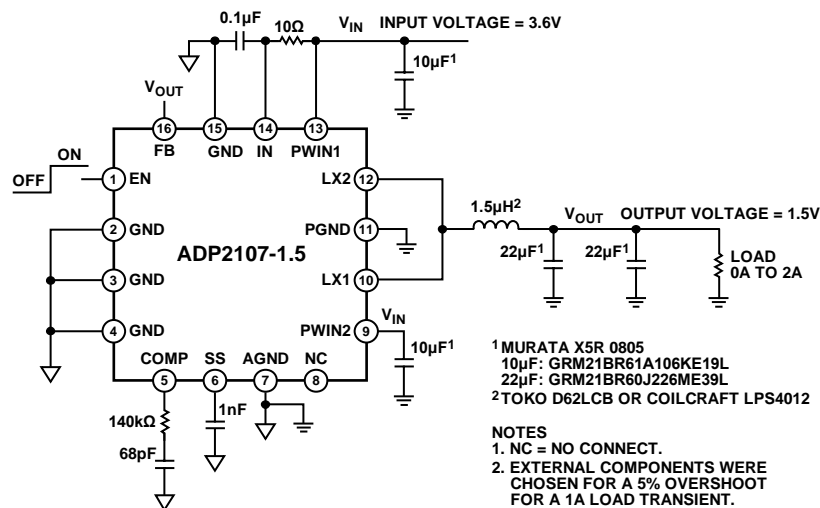 0.1µF
10Ω
VIN
INPUT VOLTAGE = 3.6V
10µF1
VOUT
16
15
14
13
FB
GND
IN
PWIN1
ON
OFF
1
EN
LX2
12
2
GND
PGND
11
ADP2107-1.5
3
GND
LX1
10
4
GND
PWIN2
9
VIN
10µF1
1.5µH2
VOUT
OUTPUT VOLTAGE = 1.5V
22µF1
22µF1
LOAD
0A TO 2A
COMP
SS
AGND
NC
5
6
7
8
140kΩ
1nF
68pF
1 MURATA X5R 0805
10µF: GRM21BR61A106KE19L
22µF: GRM21BR60J226ME39L
2 TOKO D62LCB OR COILCRAFT LPS4012
NOTES
1. NC = NO CONNECT.
2. EXTERNAL COMPONENTS WERE
CHOSEN FOR A 5% OVERSHOOT
FOR A 1A LOAD TRANSIENT.